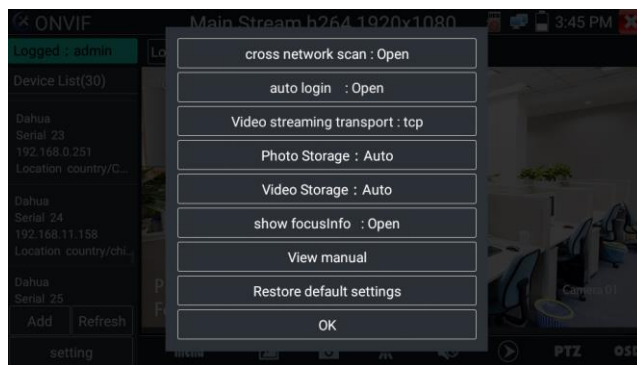 ONVIF
Main Stream h264 1920x1080
3:45 PM
Logged : admin
Lo
Device List(30)
Dahua
Serial 23
192.168.0.251
Location country/C...
Dahua
Serial 24
192.168.11.158
Location country/chi..
Dahua
Serial 25
Add
Refresh
setting
cross network scan : Open
auto login : Open
Video streaming transport : tcp
Photo Storage : Auto
Video Storage : Auto
show focusInfo : Open
View manual
Restore default settings
OK
Camera 01
menu
PTZ
OSD